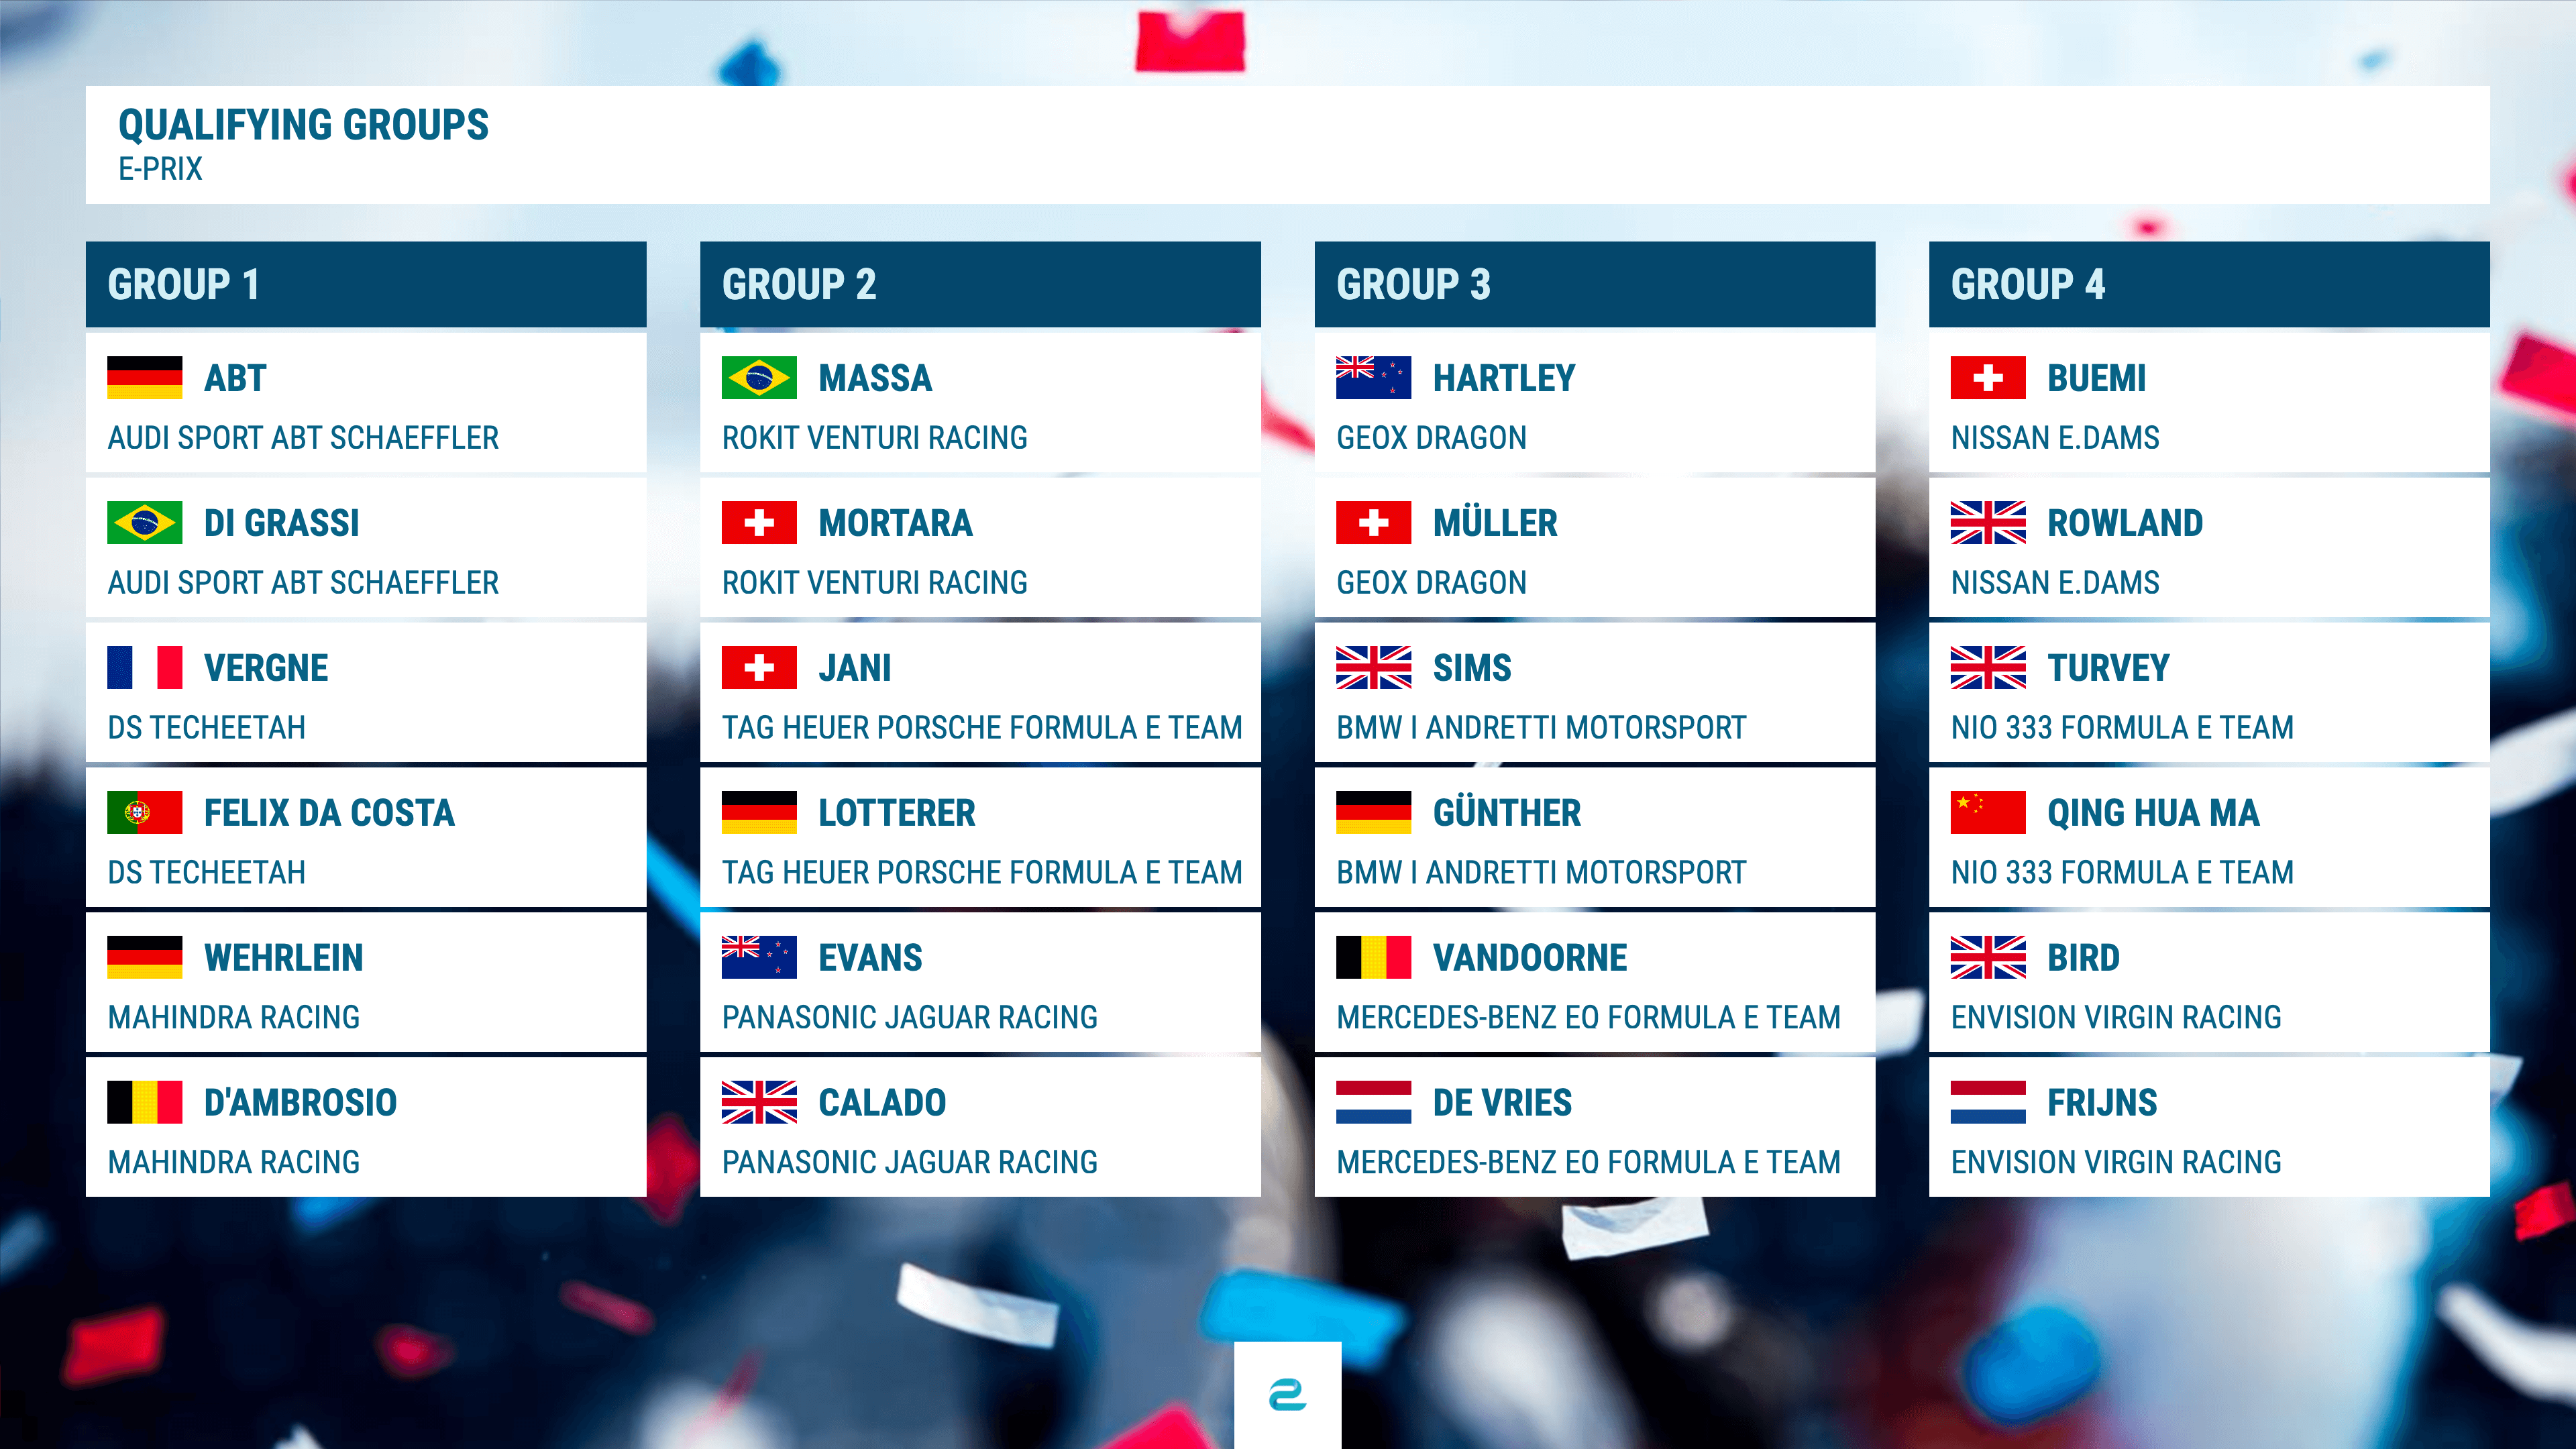 QUALIFYING GROUPS
E-PRIX
GROUP 1
ABT
AUDI SPORT ABT SCHAEFFLER
DI GRASSI
AUDI SPORT ABT SCHAEFFLER
VERGNE
DS TECHEETAH
FELIX DA COSTA
DS TECHEETAH
WEHRLEIN
MAHINDRA RACING
D'AMBROSIO
MAHINDRA RACING
GROUP 2
MASSA
ROKIT VENTURI RACING
MORTARA
ROKIT VENTURI RACING
JANI
TAG HEUER PORSCHE FORMULA E TEAM
LOTTERER
TAG HEUER PORSCHE FORMULA E TEAM
EVANS
PANASONIC JAGUAR RACING
CALADO
PANASONIC JAGUAR RACING
GROUP 3
HARTLEY
GEOX DRAGON
MÜLLER
GEOX DRAGON
SIMS
BMW I ANDRETTI MOTORSPORT
GÜNTHER
BMW I ANDRETTI MOTORSPORT
VANDOORNE
MERCEDES-BENZ EQ FORMULA E TEAM
DE VRIES
MERCEDES-BENZ EQ FORMULA E TEAM
GROUP 4
BUEMI
NISSAN E.DAMS
ROWLAND
NISSAN E.DAMS
TURVEY
NIO 333 FORMULA E TEAM
QING HUA MA
NIO 333 FORMULA E TEAM
BIRD
ENVISION VIRGIN RACING
FRIJNS
ENVISION VIRGIN RACING